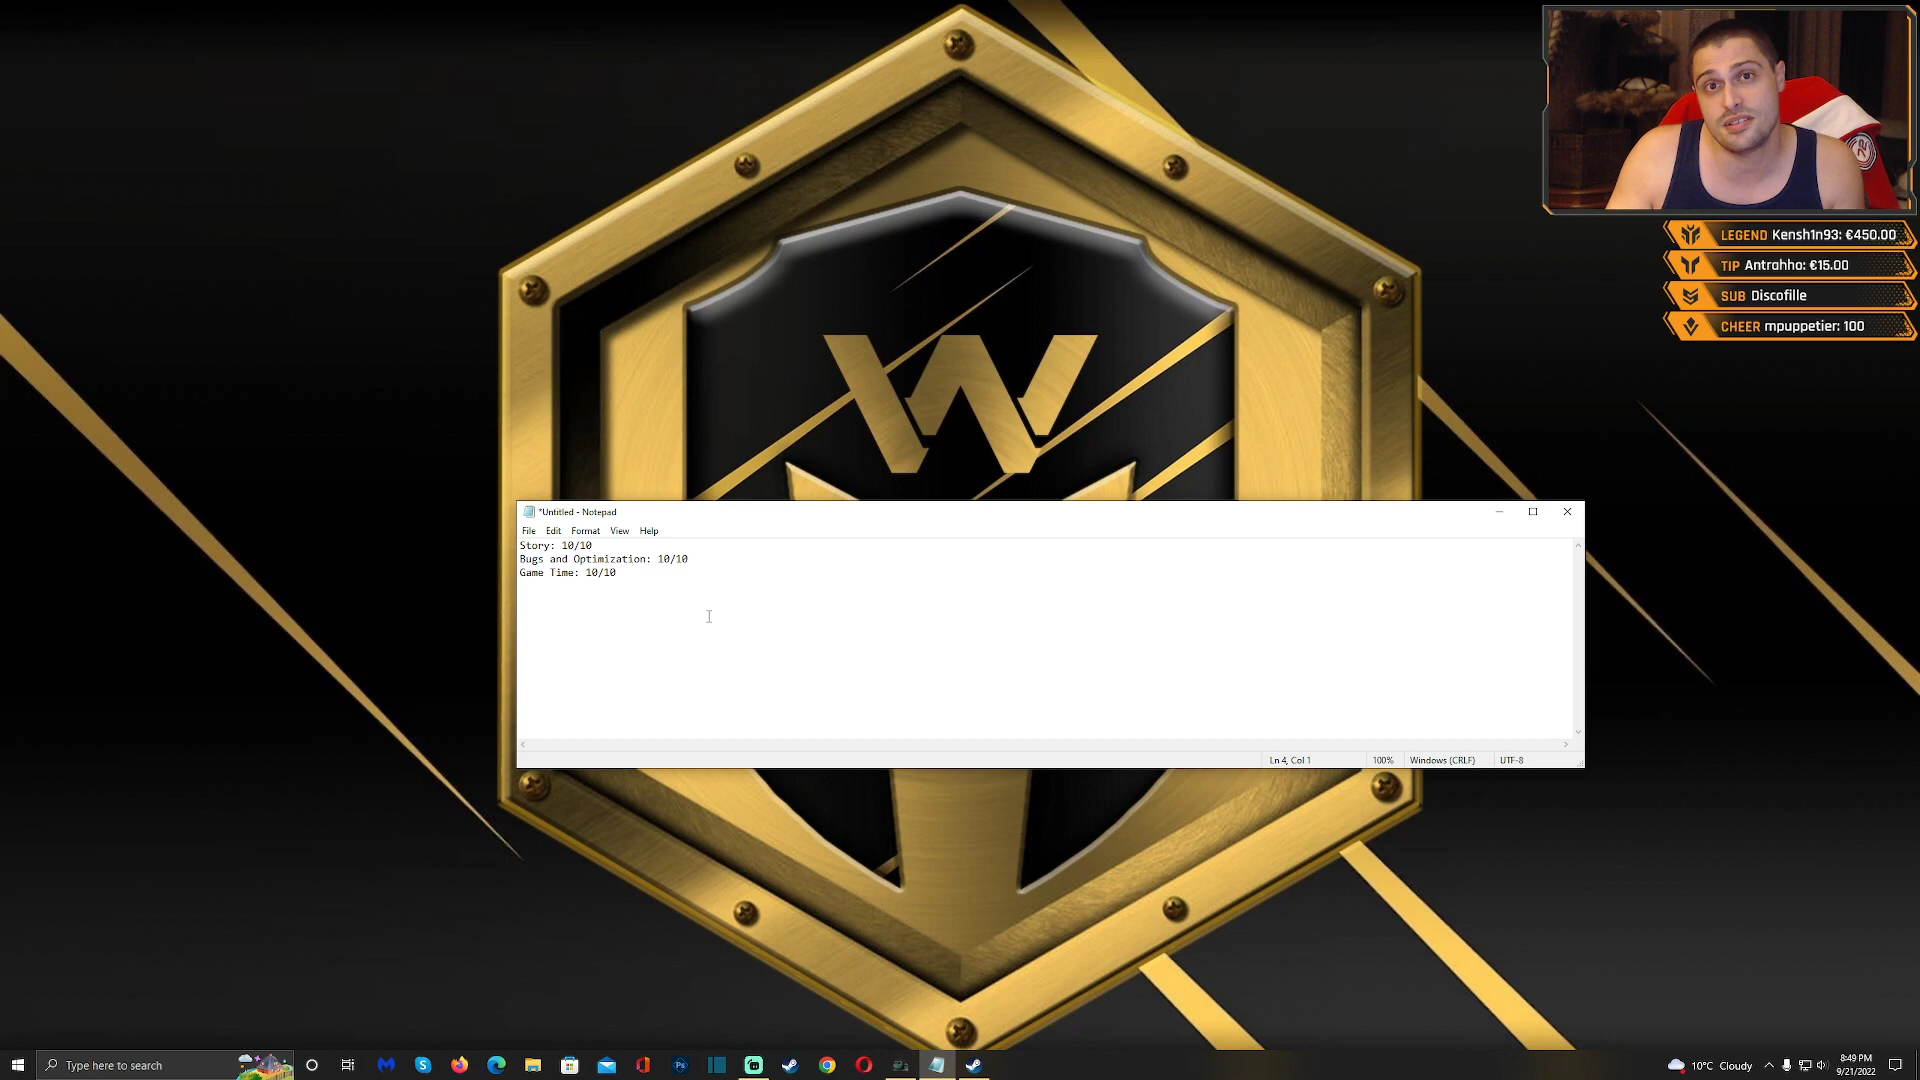 LEGEND Kensh1n93: €450.00
TIP Antrahho: €15.00
SUB Discofille
CHEER mpuppetier: 100
W
*Untitled - Notepad
File Edit Format View Help
Story: 10/10
Bugs and Optimization: 10/10
Game Time: 10/10
Ln 4, Col 1 100% Windows (CRLF) UTF-8
Type here to search
Ps
10°C Cloudy
8:49 PM
9/21/2022